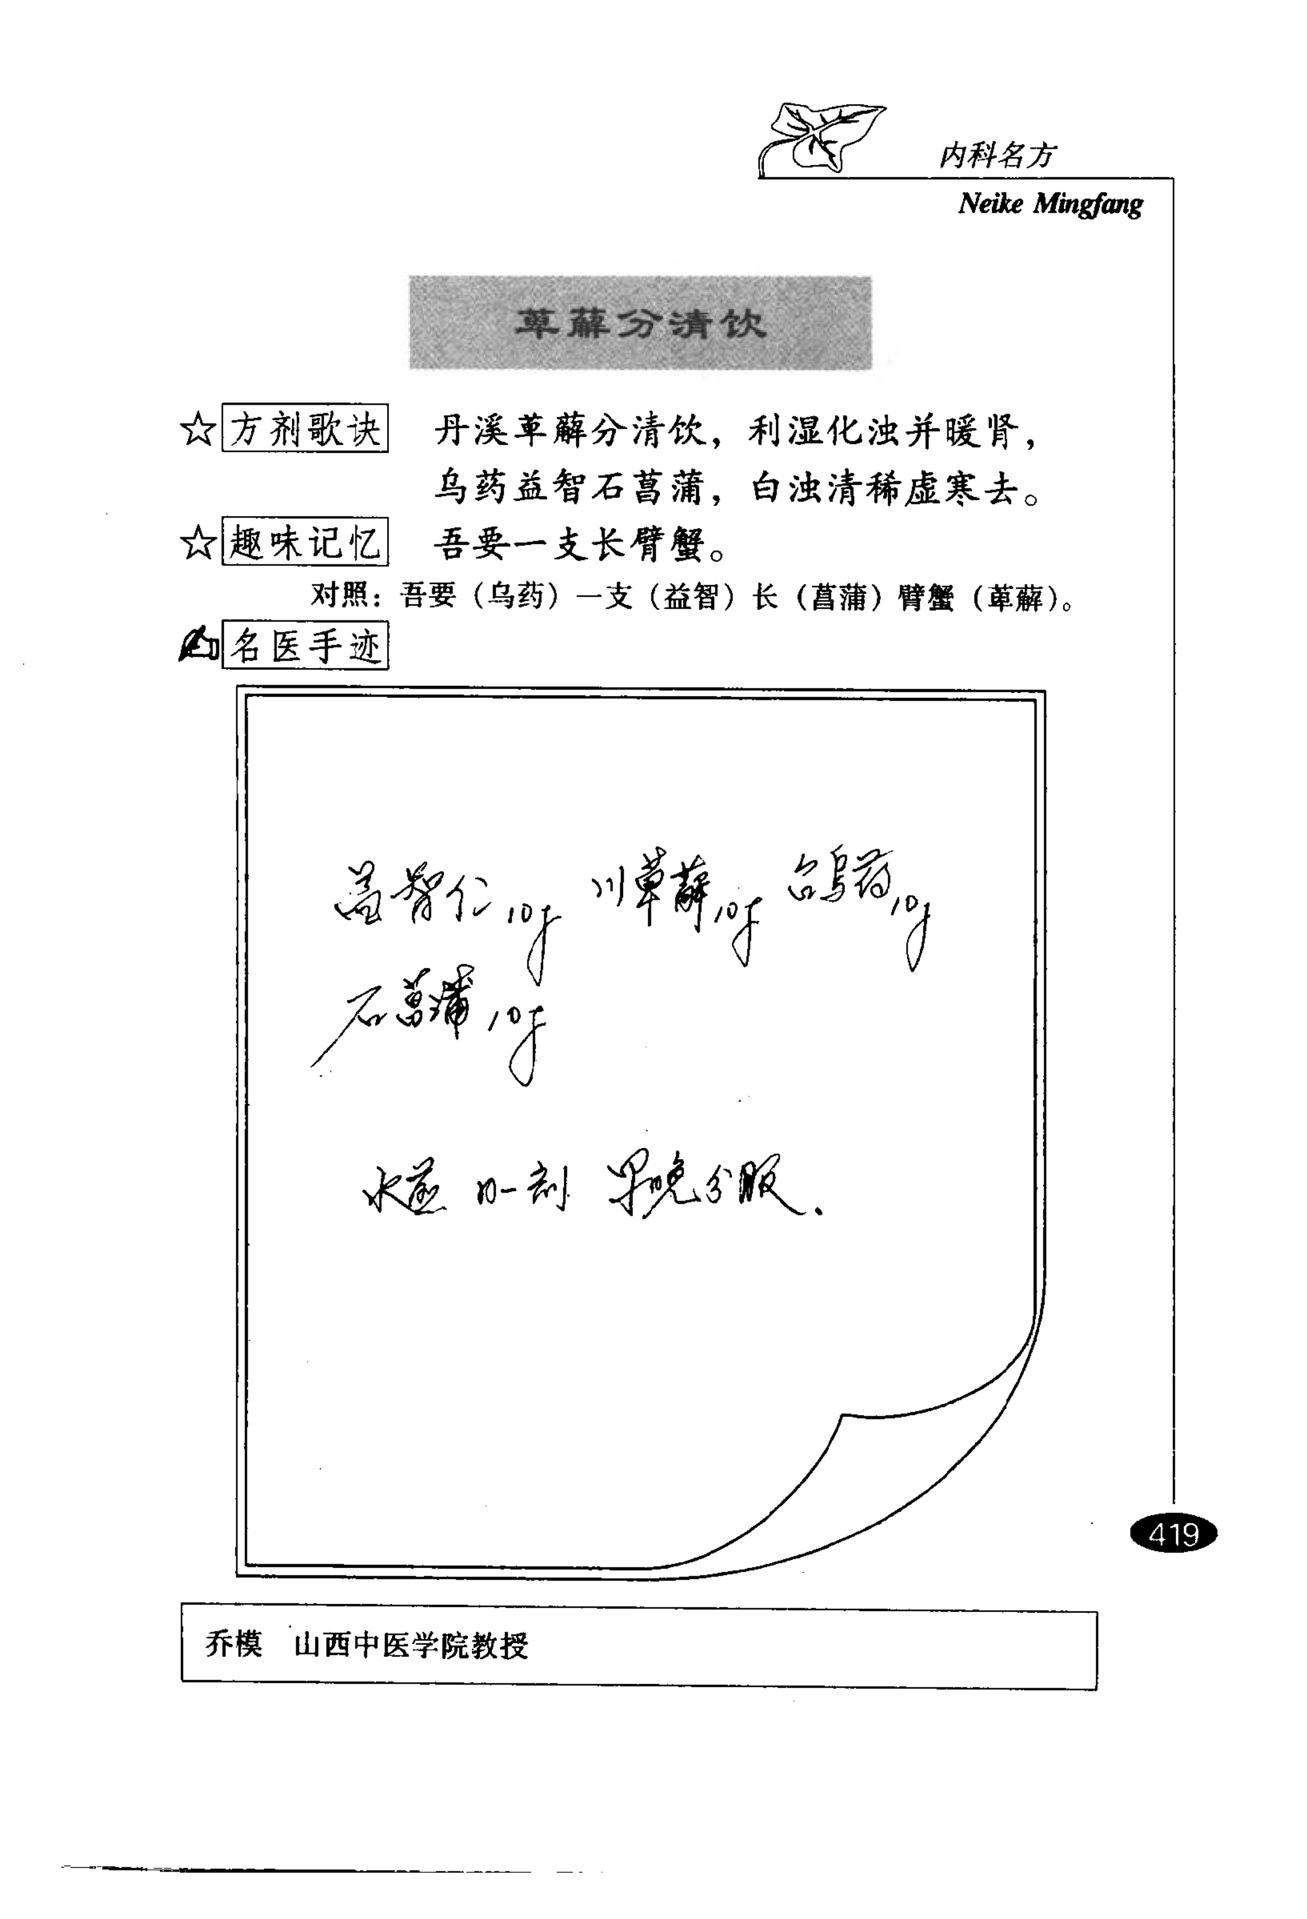 内科名方
Neike Mingfang
萆薢分清饮
☆方剂歌诀 丹溪萆薢分清饮，利湿化浊并暖肾，
乌药益智石菖蒲，白浊清稀虚寒去。
☆趣味记忆 吾要一支长臂蟹。
对照：吾要（乌药）一支（益智）长（菖蒲）臂蟹（萆薢）。
名医手迹
益智仁10g 川萆薢10g 台乌药10g
石菖蒲10g
水煎 日一剂 早晚分服.
419
乔模 山西中医学院教授